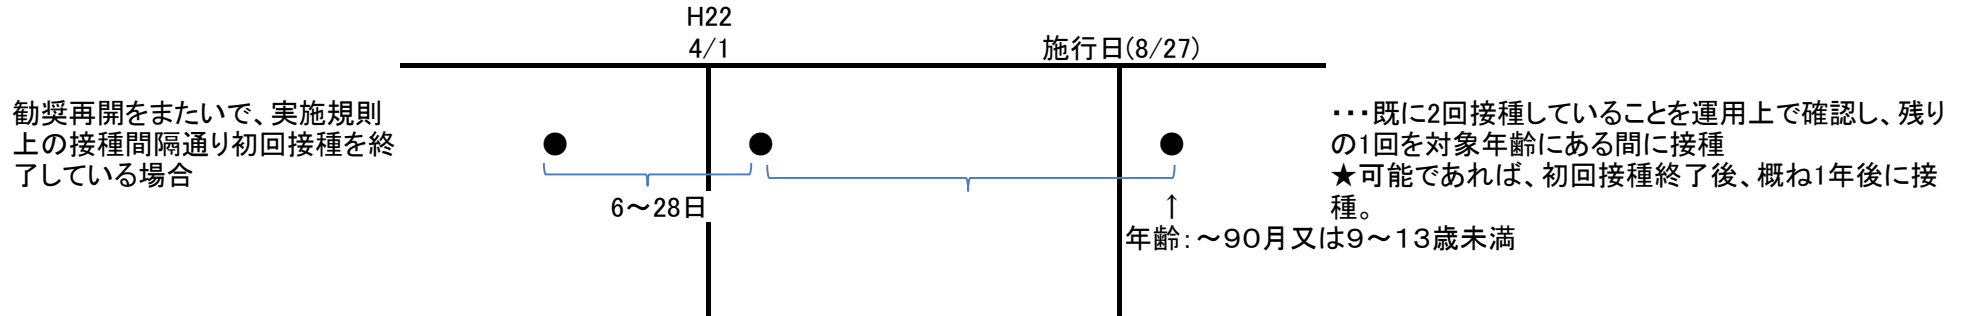 H22
4/1
施行日(8/27)
勧奨再開をまたいで、実施規則
上の接種間隔通り初回接種を終
了している場合
6～28日
↑
年齢：～90月又は9～13歳未満
・・・既に2回接種していることを運用上で確認し、残り
の1回を対象年齢にある間に接種
★可能であれば、初回接種終了後、概ね1年後に接
種。